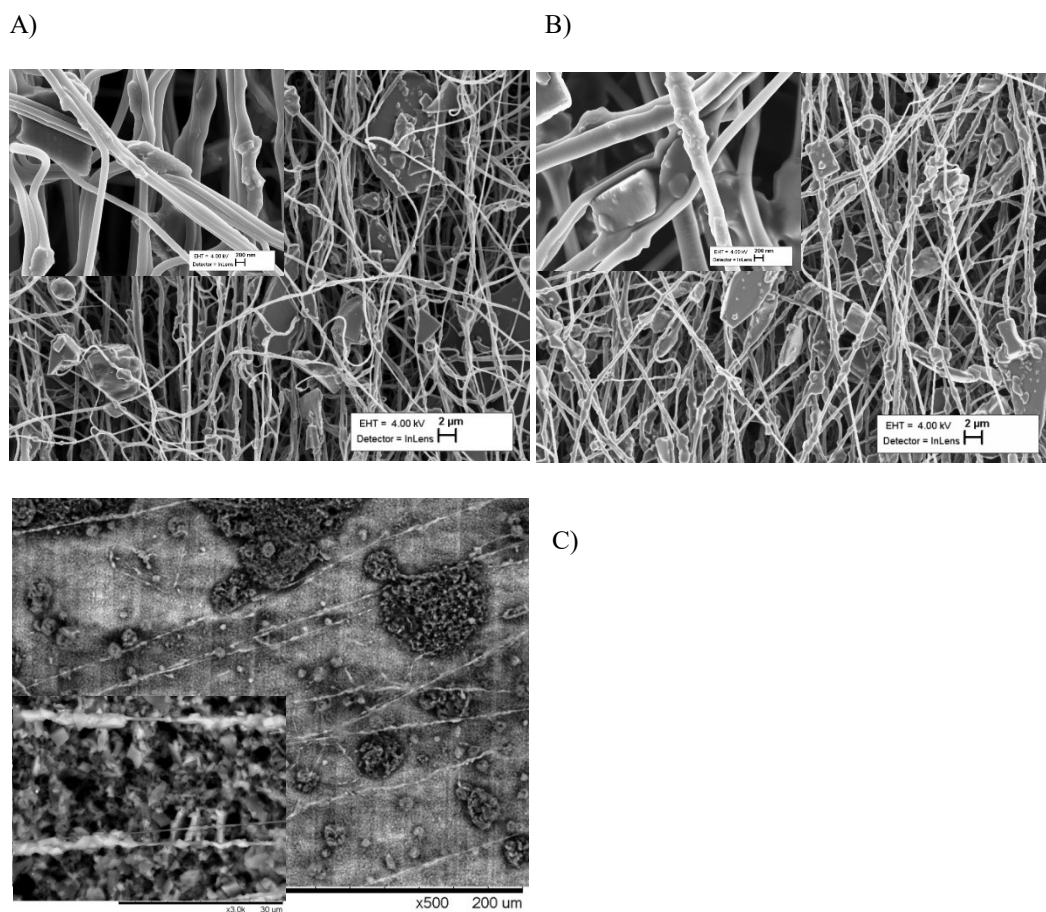 A)
B)
EHT = 4.00 kV 200 nm
Detector = InLens
EHT = 4.00 kV 200 nm
Detector = InLens
EHT = 4.00 kV 2 µm
Detector = InLens
EHT = 4.00 kV 2 µm
Detector = InLens
C)
x3.0k 30 um
x500 200 um